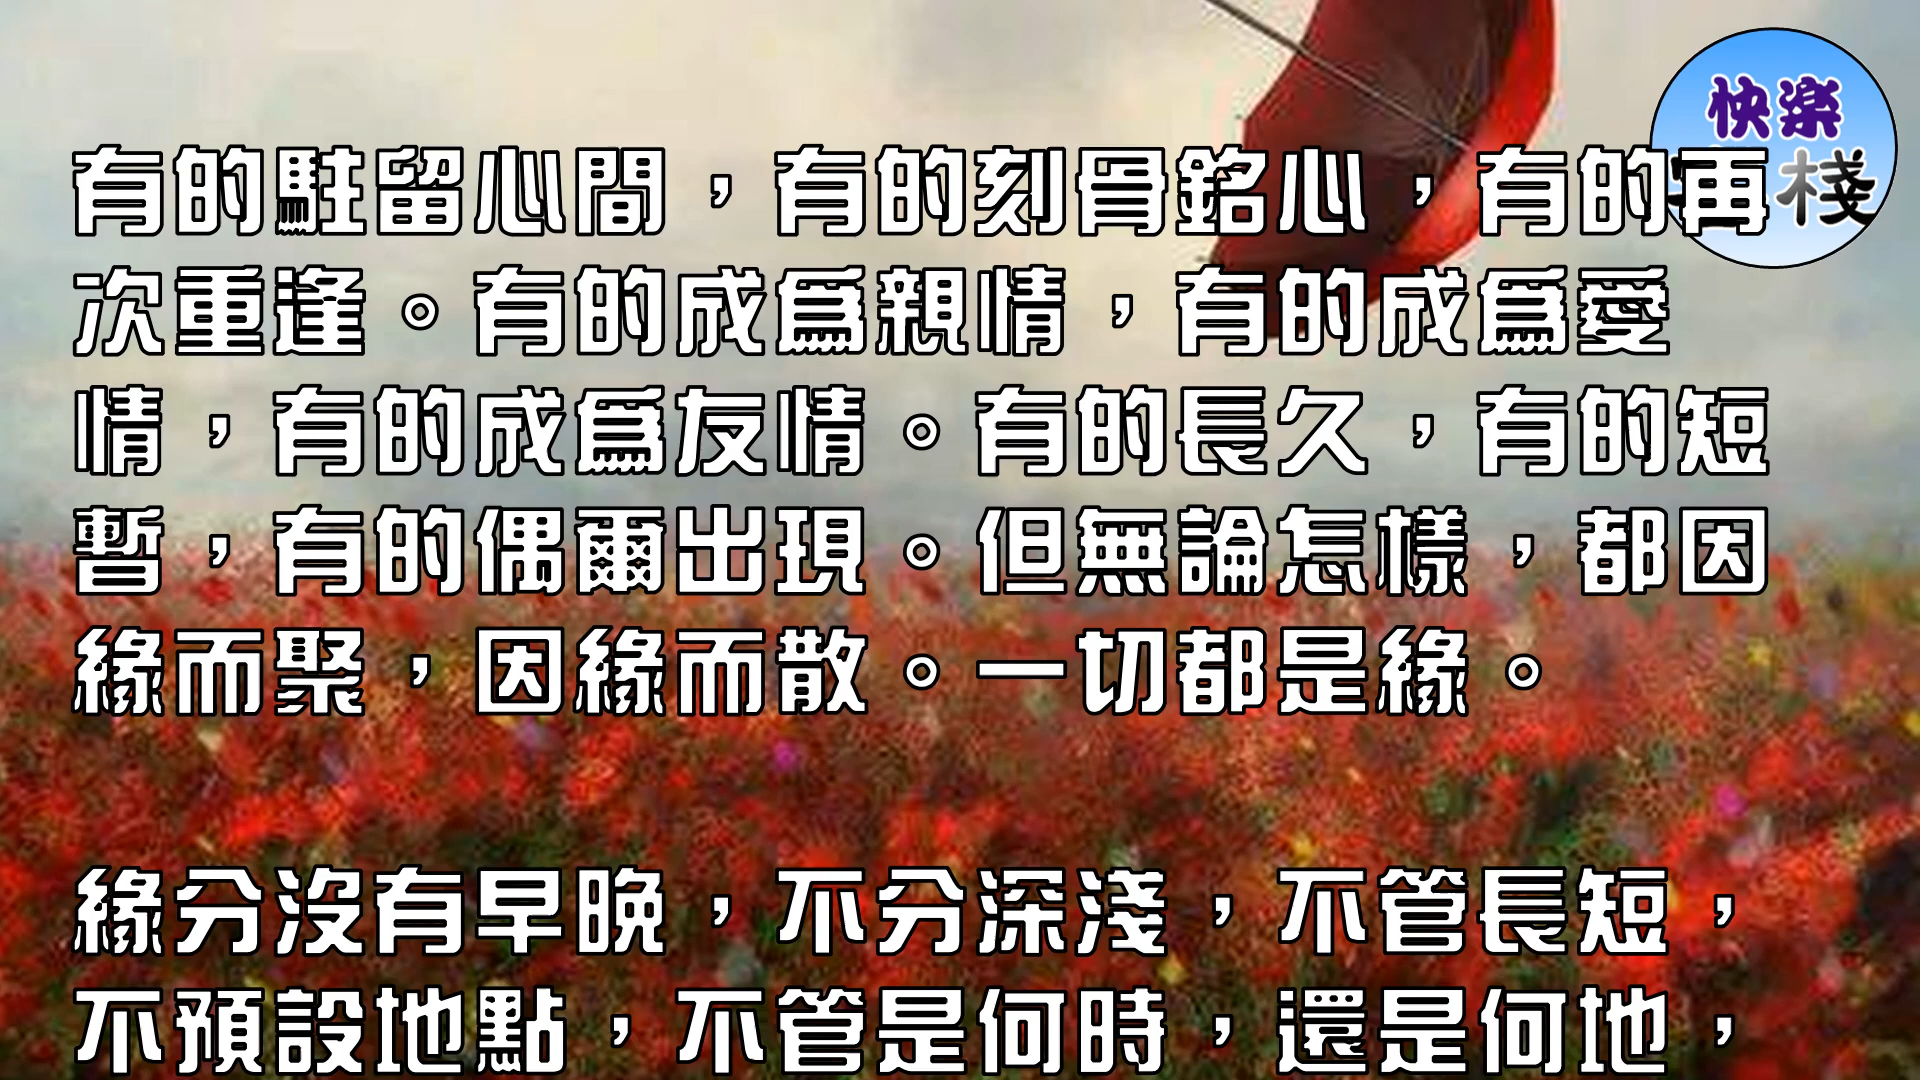 快樂
栈
有的駐留心間，有的刻骨銘心，有的再
次重逢。有的成為親情，有的成為愛
情，有的成為友情。有的長久，有的短
暫，有的偶爾出現。但無論怎樣，都因
緣而聚，因緣而散。一切都是緣。
緣分沒有早晚，不分深淺，不管長短，
不預設地點，不管是何時，還是何地，